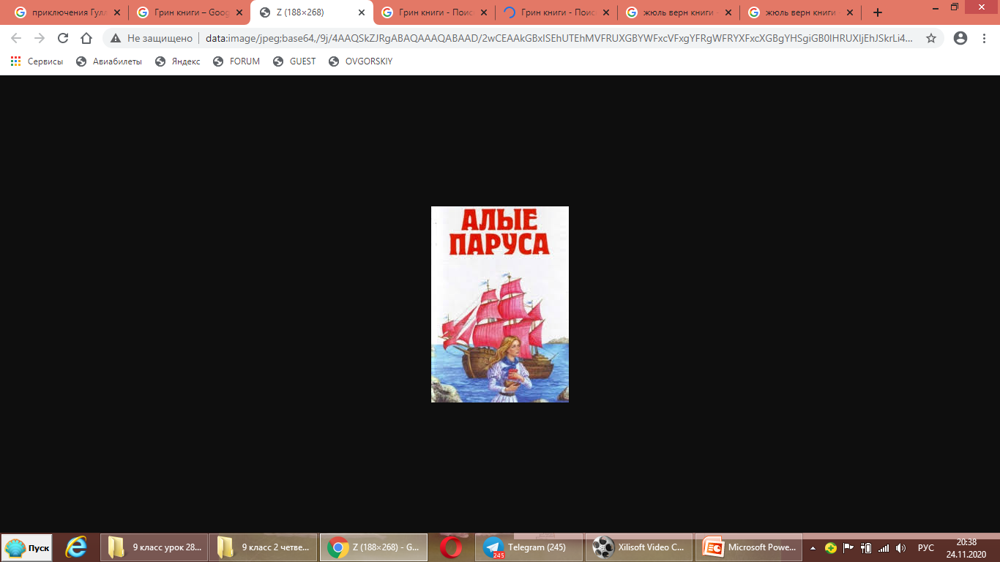 приключения Гулл
Грин книги – Goog
Z (188×268)
Грин книги - Поис
Грин книги - Поис
жюль верн книги -
жюль верн книги
Не защищено
data:image/jpeg;base64,/9j/4AAQSkZJRgABAQAAAQABAAD/2wCEAAkGBxISEhUTEhMVFRUXGBYWFxcVFxgYFRgWFRYXFxcXGBgYHSgiGB0lHRUXIjEhJSkrLi4...
Сервисы
Авиабилеты
Яндекс
FORUM
GUEST
OVGORSKIY
АЛЫЕ
ПАРУСА
Пуск
9 класс урок 28...
9 класс 2 четве...
Z (188×268) - G...
245
Telegram (245)
Xilisoft Video C...
Microsoft Powe...
РУС
20:38
24.11.2020